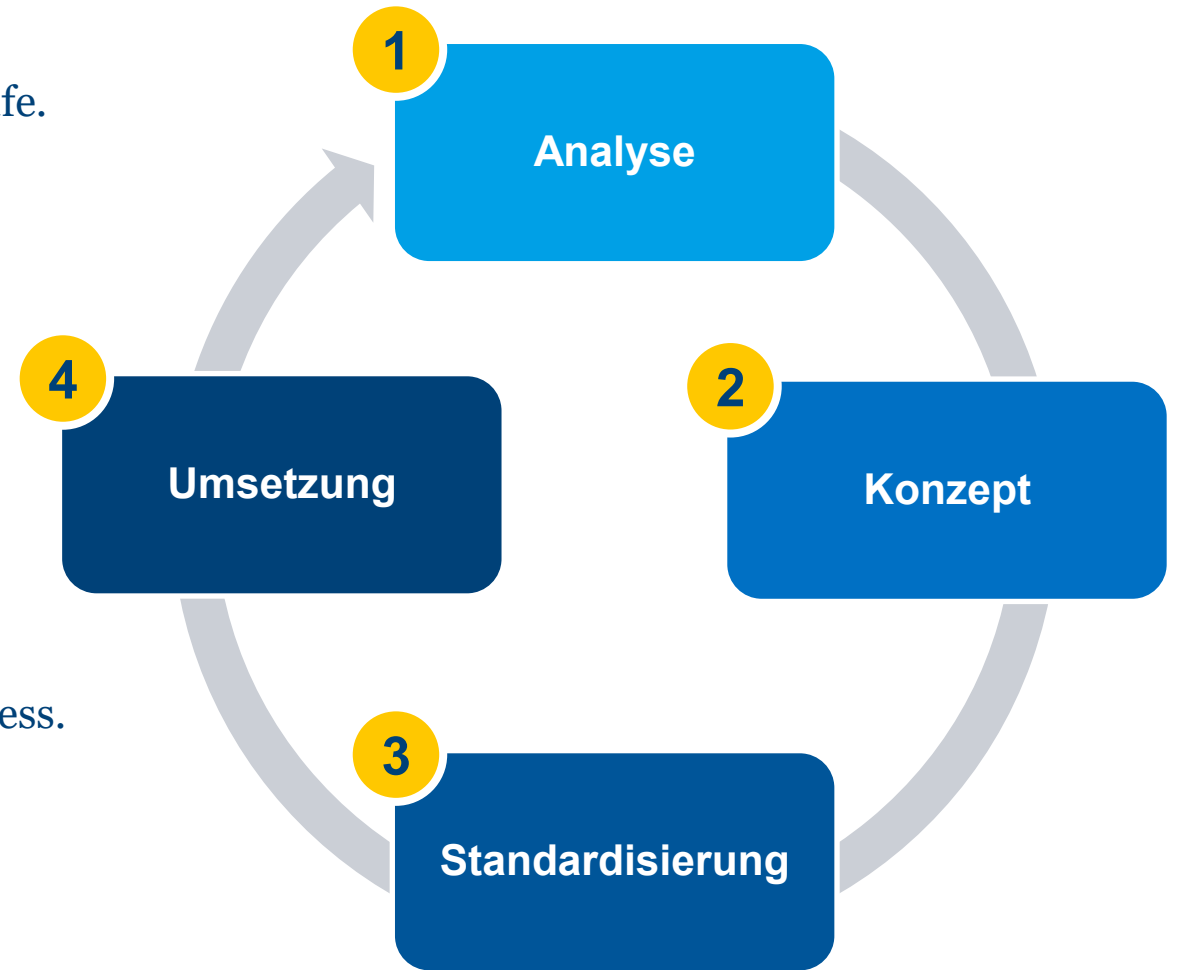 1
Analyse
fe.
4
Umsetzung
2
Konzept
ess.
3
Standardisierung